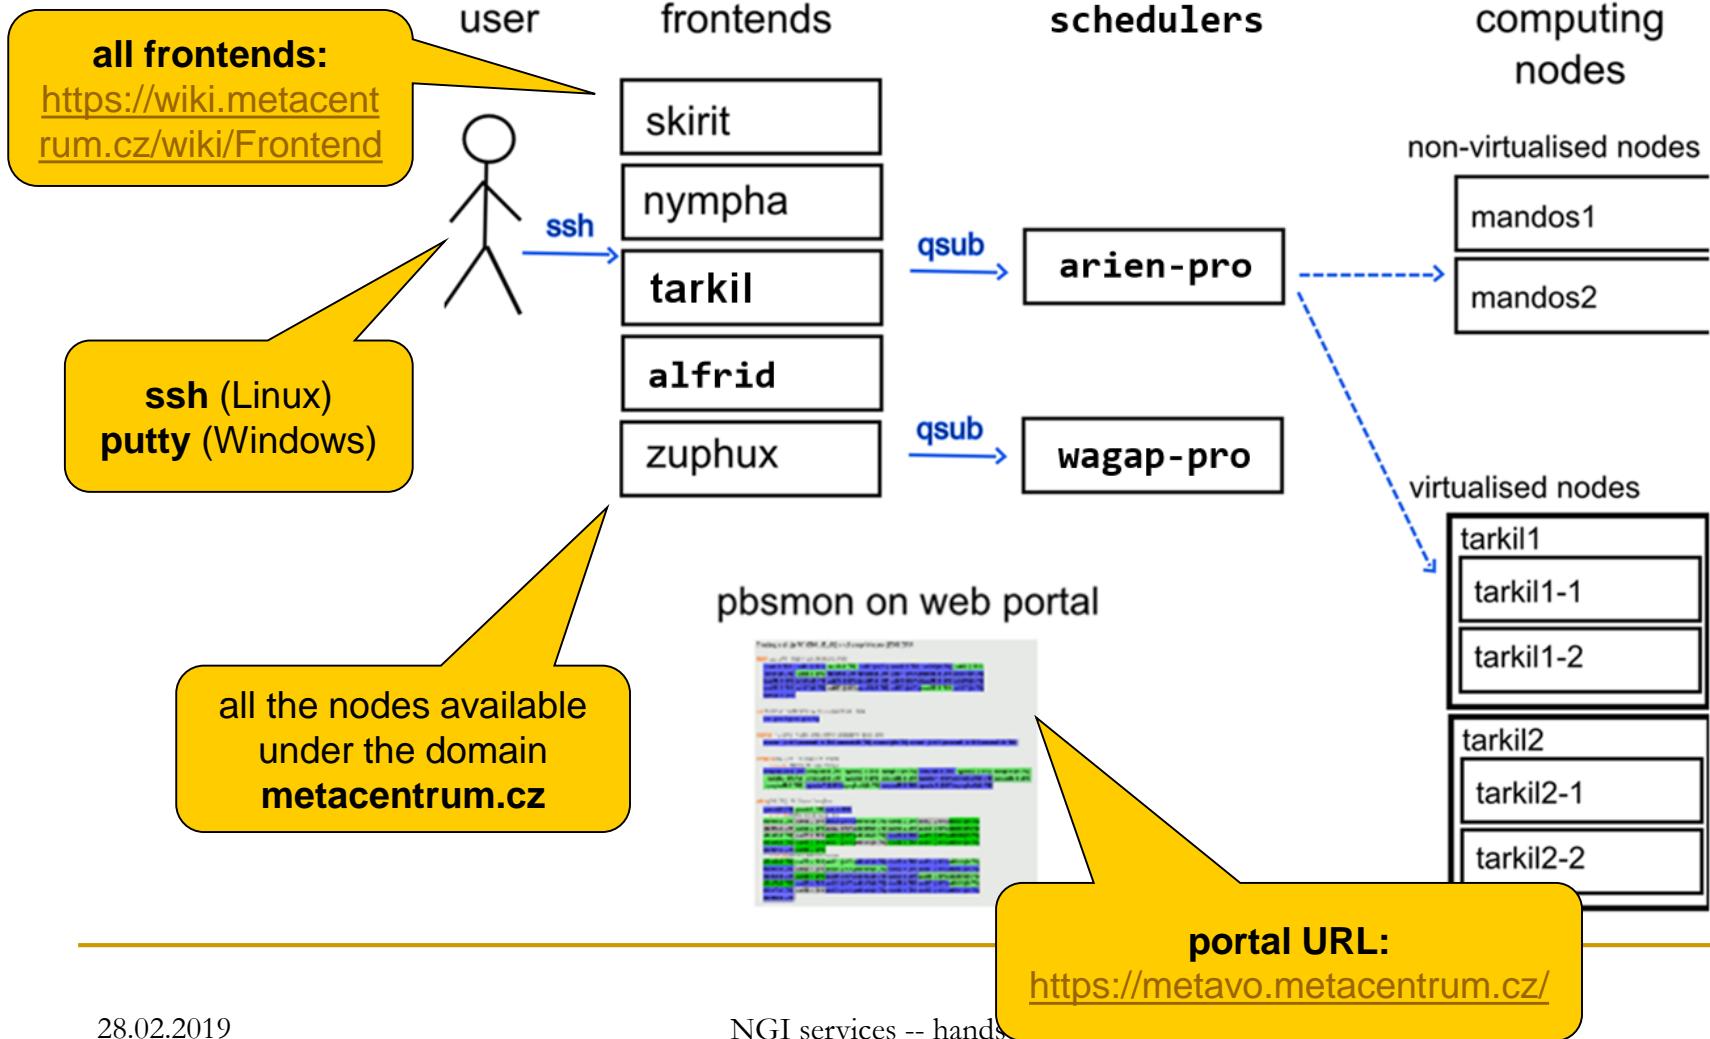 user
frontends
schedulers
computing
nodes
all frontends:
https://wiki.metacent
rum.cz/wiki/Frontend
skirit
nympha
tarkil
alfrid
zuphux
ssh
qsub
arien-pro
qsub
wagap-pro
non-virtualised nodes
mandos1
mandos2
ssh (Linux)
putty (Windows)
virtualised nodes
tarkil1
tarkil1-1
tarkil1-2
tarkil2
tarkil2-1
tarkil2-2
pbsmon on web portal
all the nodes available
under the domain
metacentrum.cz
portal URL:
https://metavo.metacentrum.cz/
28.02.2019
NGI services -- hands